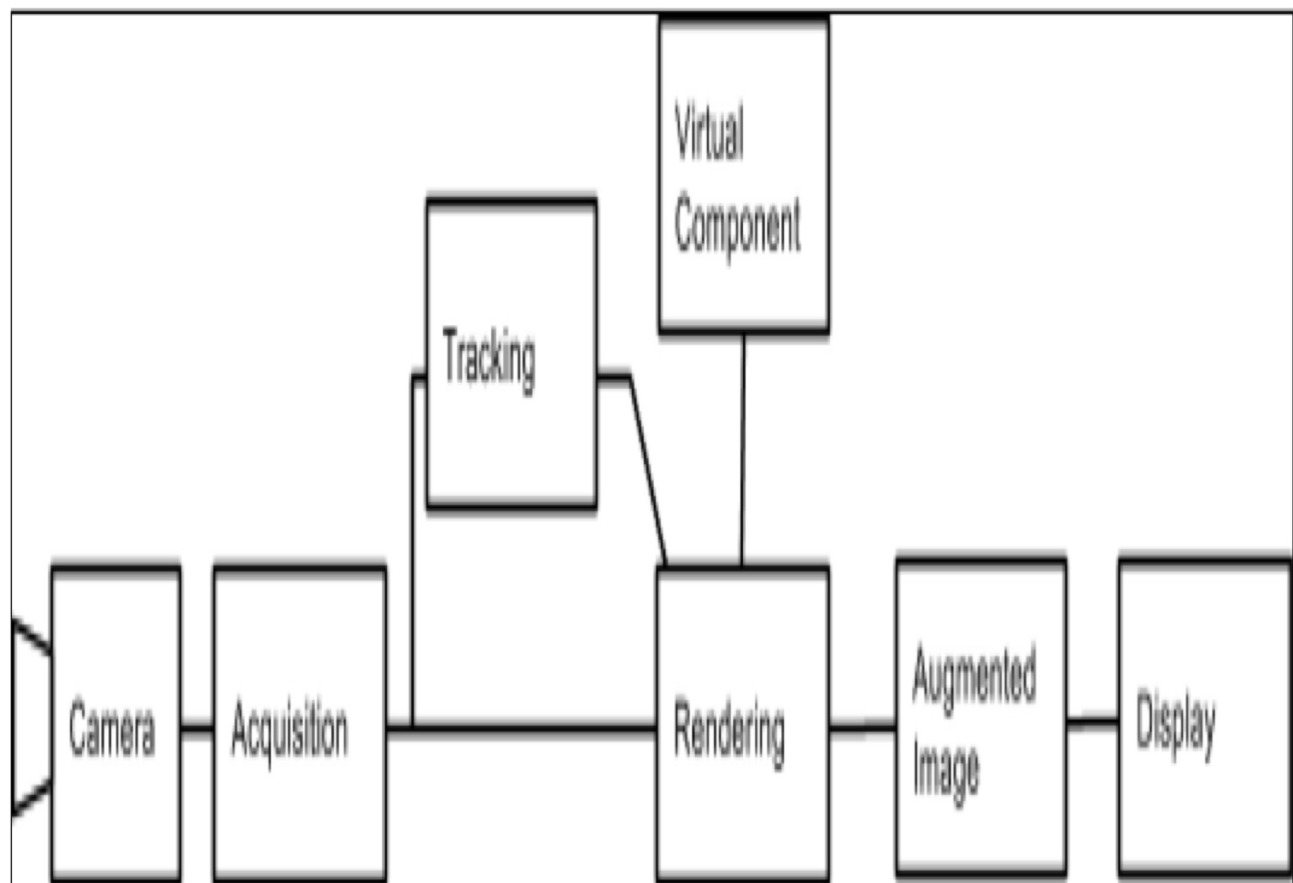 Virtual
Component
Tracking
Camera
Acquisition
Rendering
Augmented
Image
Display